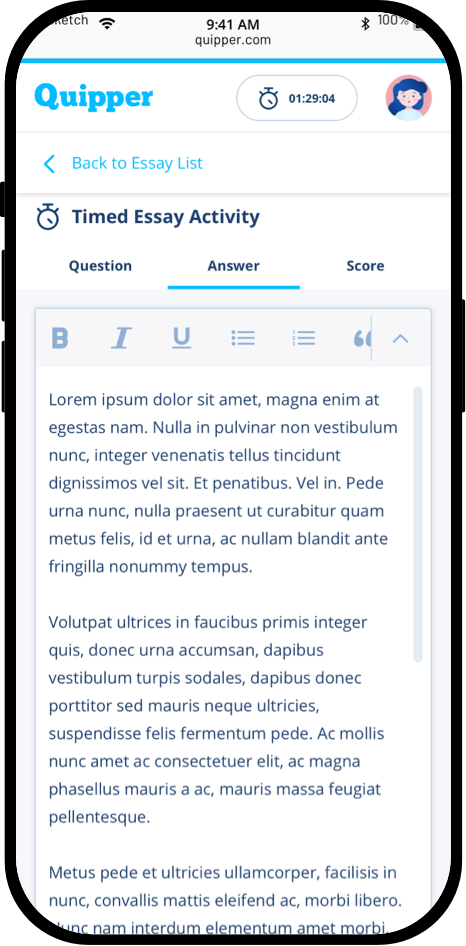 9:41 AM
100%
quipper.com
Quipper
01:29:04
Back to Essay List
Timed Essay Activity
Question
Answer
Score
B I U
Lorem ipsum dolor sit amet, magna enim at
egestas nam. Nulla in pulvinar non vestibulum
nunc, integer venenatis tellus tincidunt
dignissimos vel sit. Et penatibus. Vel in. Pede
urna nunc, nulla praesent ut curabitur quam
metus felis, id et urna, ac nullam blandit ante
fringilla nonummy tempus.
Volutpat ultrices in faucibus primis integer
quis, donec urna accumsan, dapibus
vestibulum turpis sodales, dapibus donec
porttitor sed mauris neque ultricies,
suspendisse felis fermentum pede. Ac mollis
nunc amet ac consectetuer elit, ac magna
phasellus mauris a ac, mauris massa feugiat
pellentesque.
Metus pede et ultricies ullamcorper, facilisis in
nunc, convallis mattis eleifend ac, morbi libero.
Nunc nam interdum elementum amet morbi,